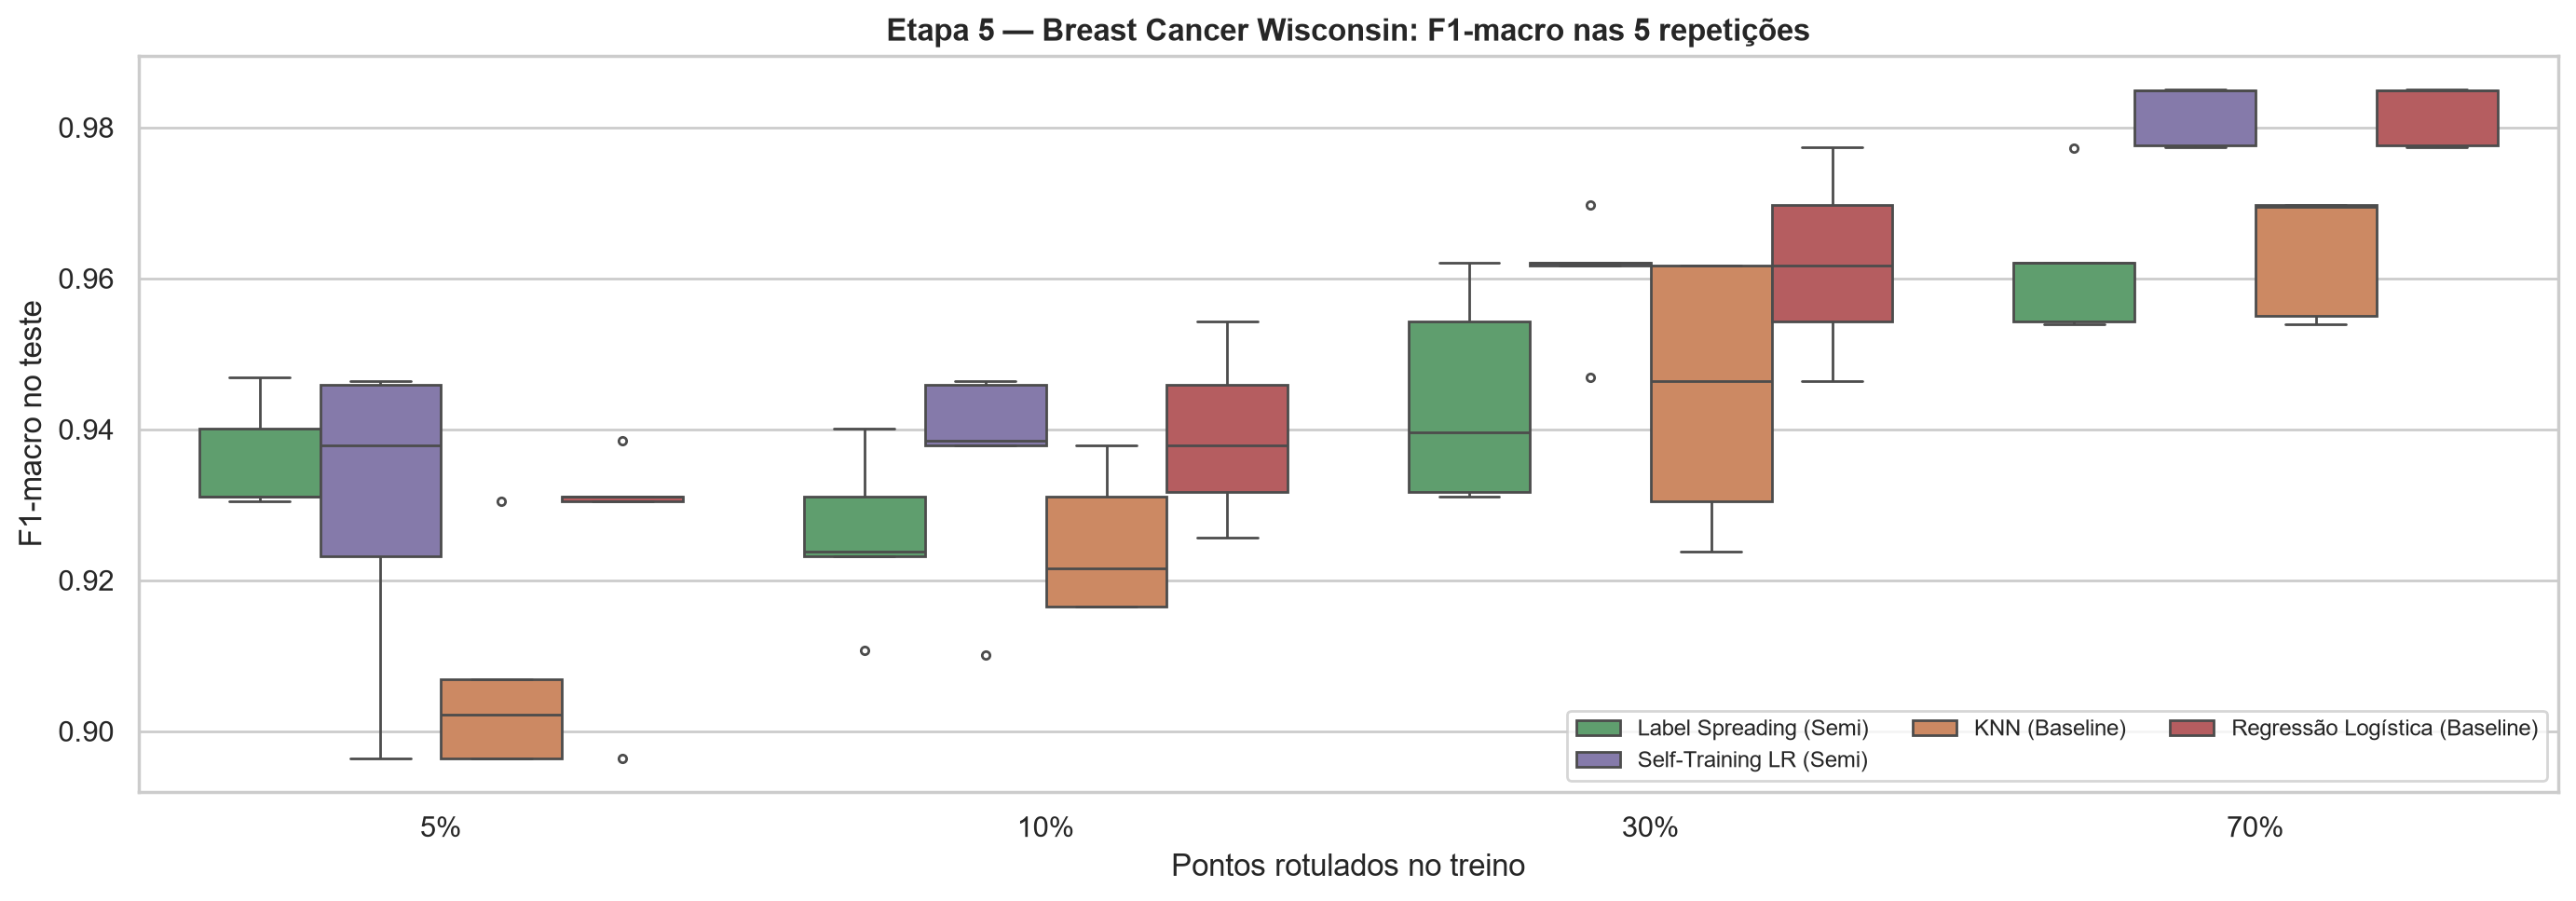 Etapa 5 — Breast Cancer Wisconsin: F1-macro nas 5 repetições
F1-macro no teste
0.98
0.96
0.94
0.92
0.90
5%
10%
30%
70%
Pontos rotulados no treino
Label Spreading (Semi)
Self-Training LR (Semi)
KNN (Baseline)
Regressão Logística (Baseline)